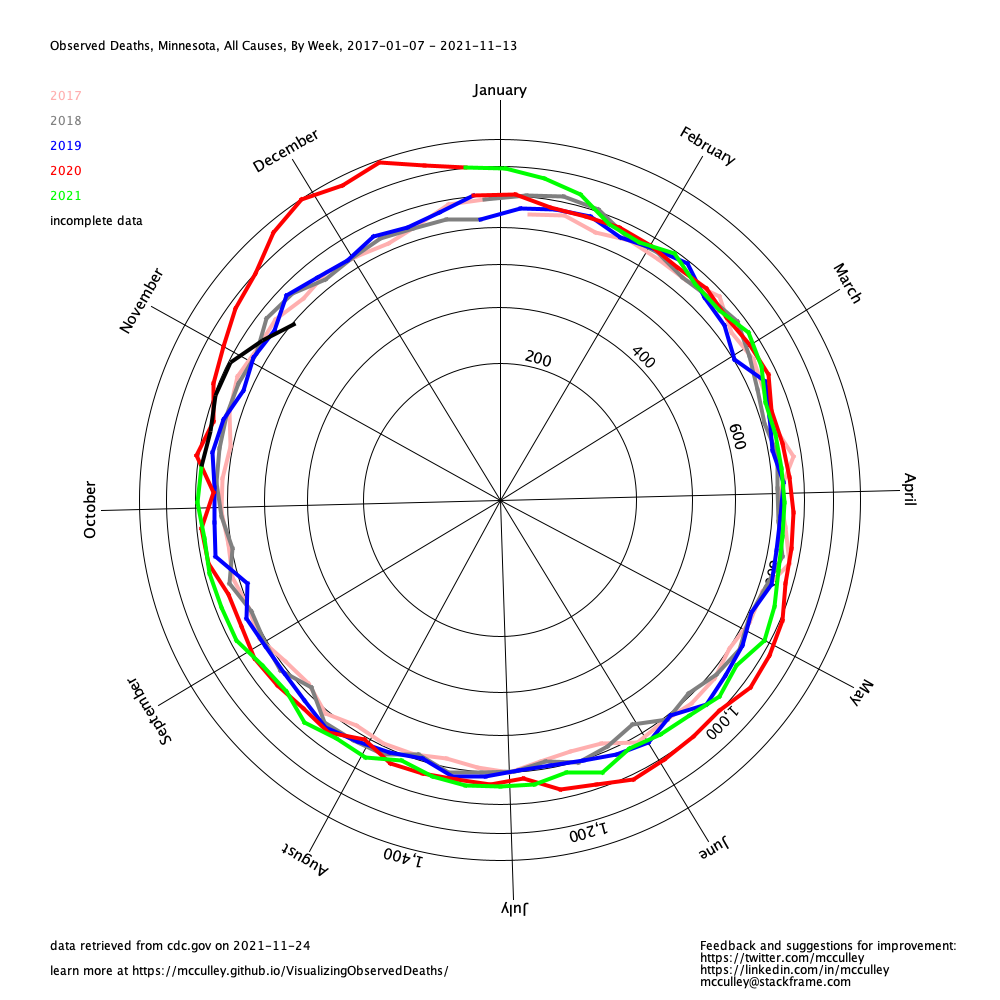 Observed Deaths, Minnesota, All Causes, By Week, 2017-01-07 - 2021-11-13
January
2017
2018
2019
2020
2021
incomplete data
February
December
March
November
200
400
600
April
October
May
September
1,000
1,200
1,400
June
August
July
data retrieved from cdc.gov on 2021-11-24
learn more at https://mcculley.github.io/VisualizingObservedDeaths/
Feedback and suggestions for improvement:
https://twitter.com/mcculley
https://linkedin.com/in/mcculley
mcculley@stackframe.com